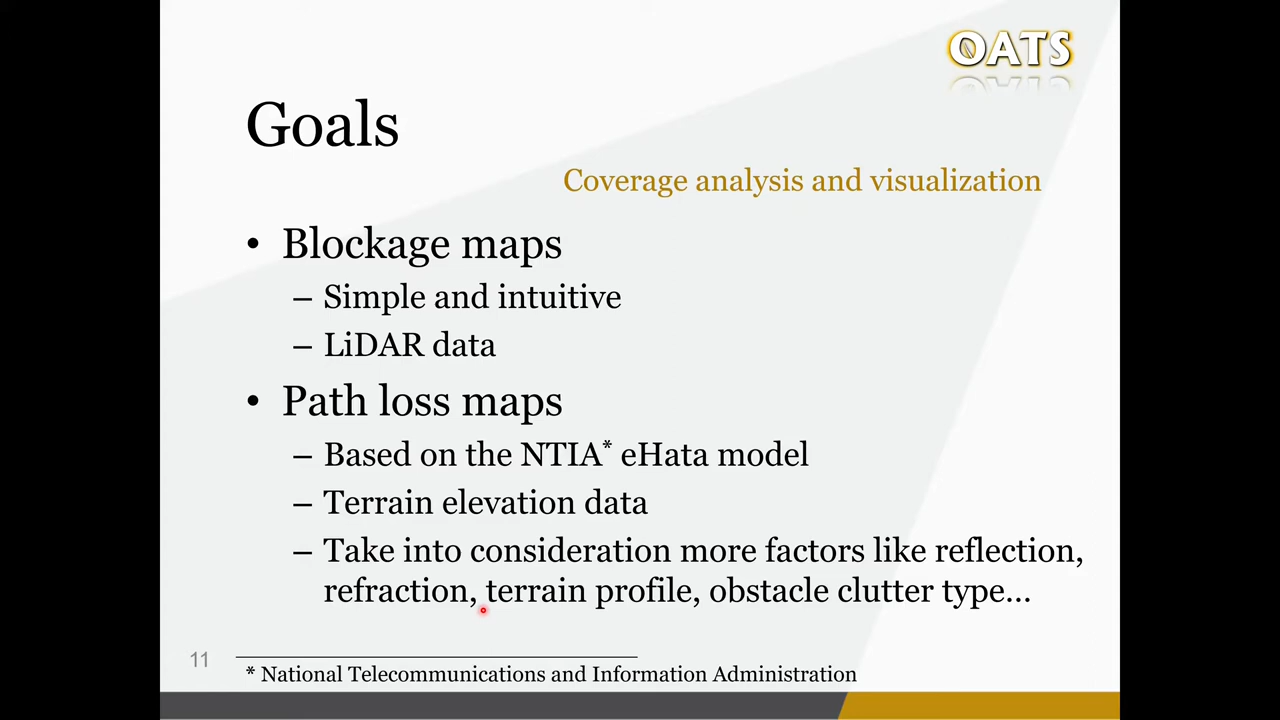 OATS
Goals
Coverage analysis and visualization
• Blockage maps
– Simple and intuitive
– LiDAR data
• Path loss maps
– Based on the NTIA* eHata model
– Terrain elevation data
– Take into consideration more factors like reflection,
refraction, terrain profile, obstacle clutter type...
11
* National Telecommunications and Information Administration